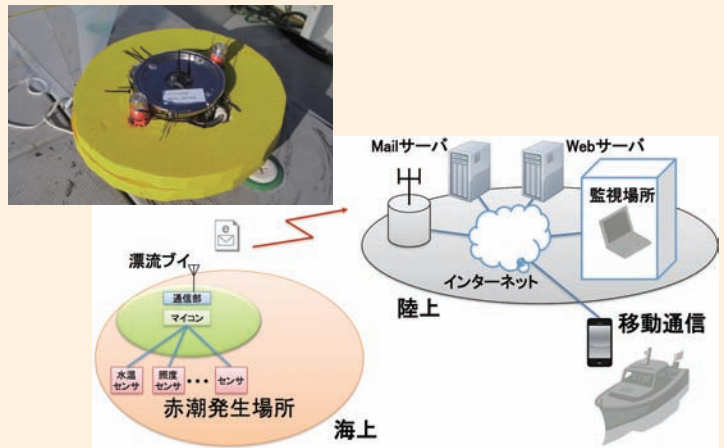 Mailサーバ
Webサーバ
監視場所
e
漂流ブイ
インターネット
通信部
陸上
マイコン
移動通信
水温
センサ
照度
センサ
•••
センサ
赤潮発生場所
海上